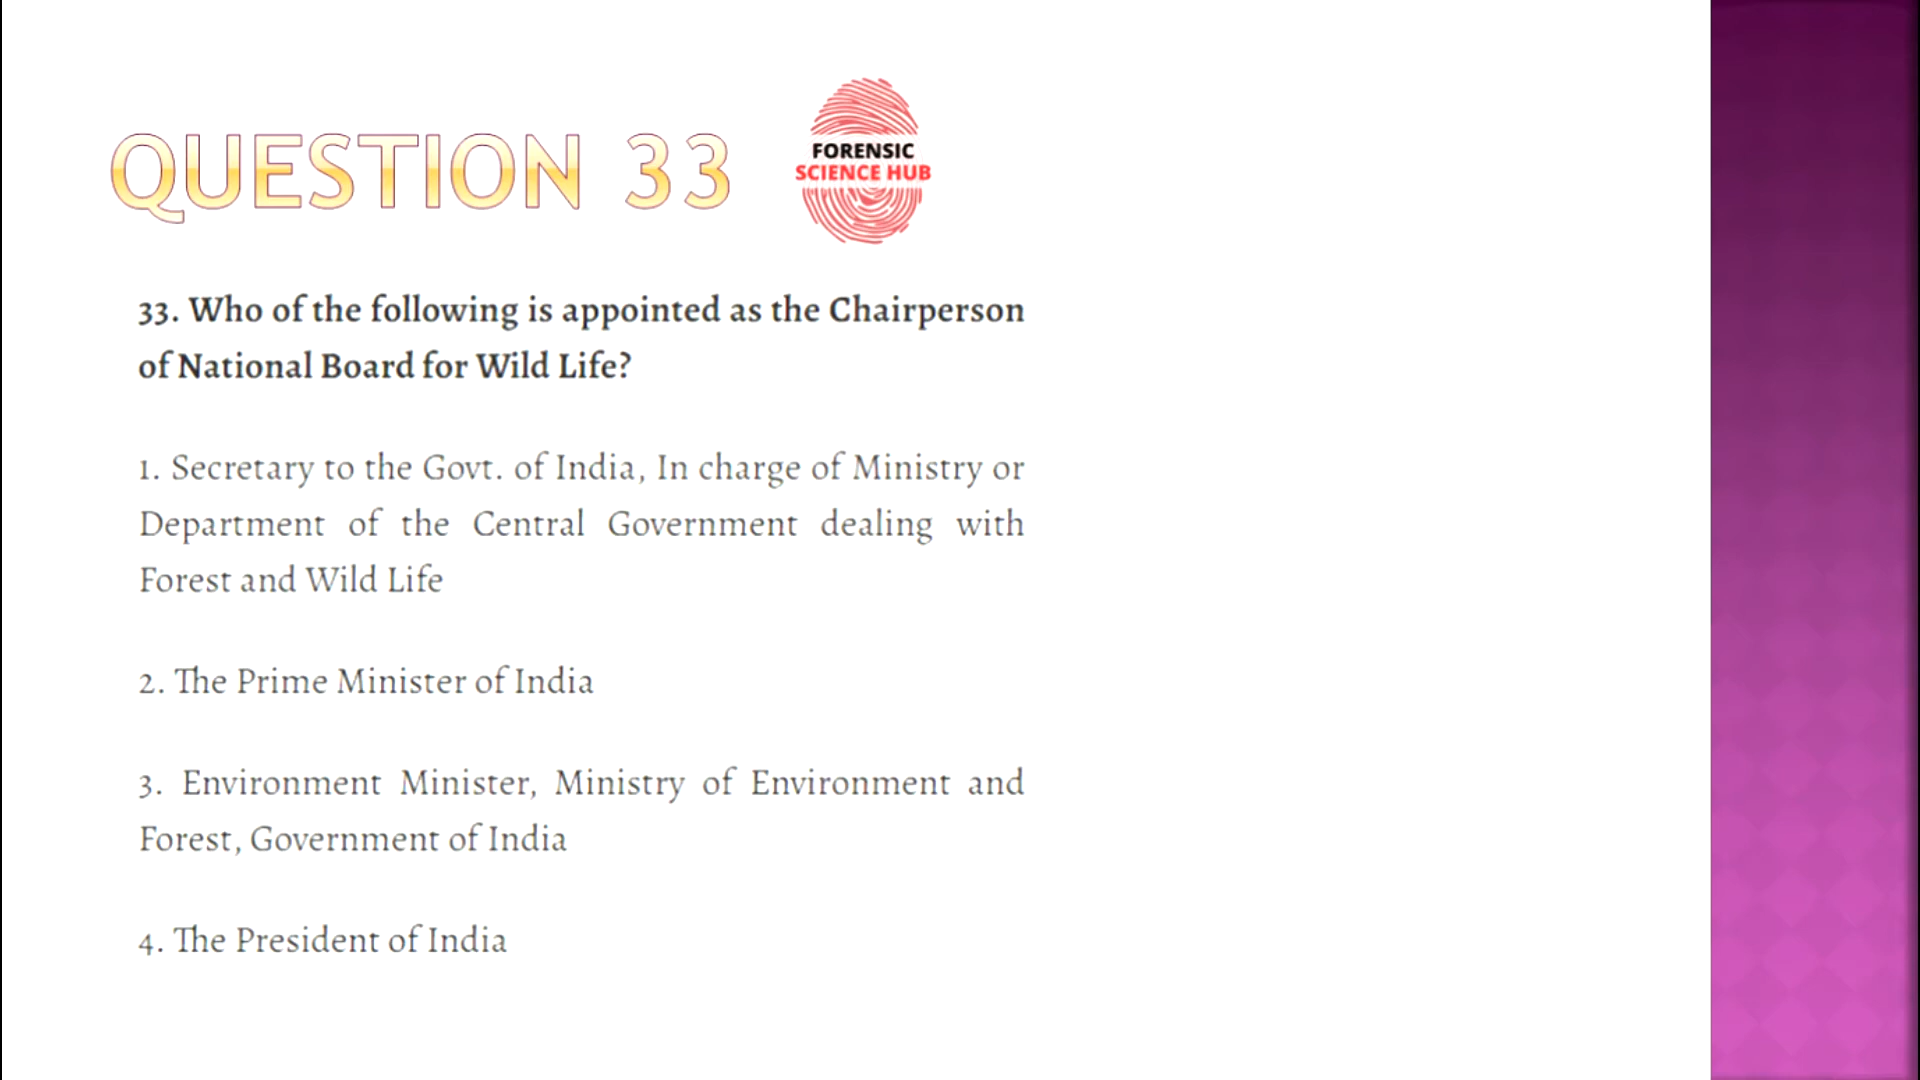 QUESTION 33
FORENSIC
SCIENCE HUB
33. Who of the following is appointed as the Chairperson
of National Board for Wild Life?
1. Secretary to the Govt. of India, In charge of Ministry or
Department of the Central Government dealing with
Forest and Wild Life
2. The Prime Minister of India
3. Environment Minister, Ministry of Environment and
Forest, Government of India
4. The President of India